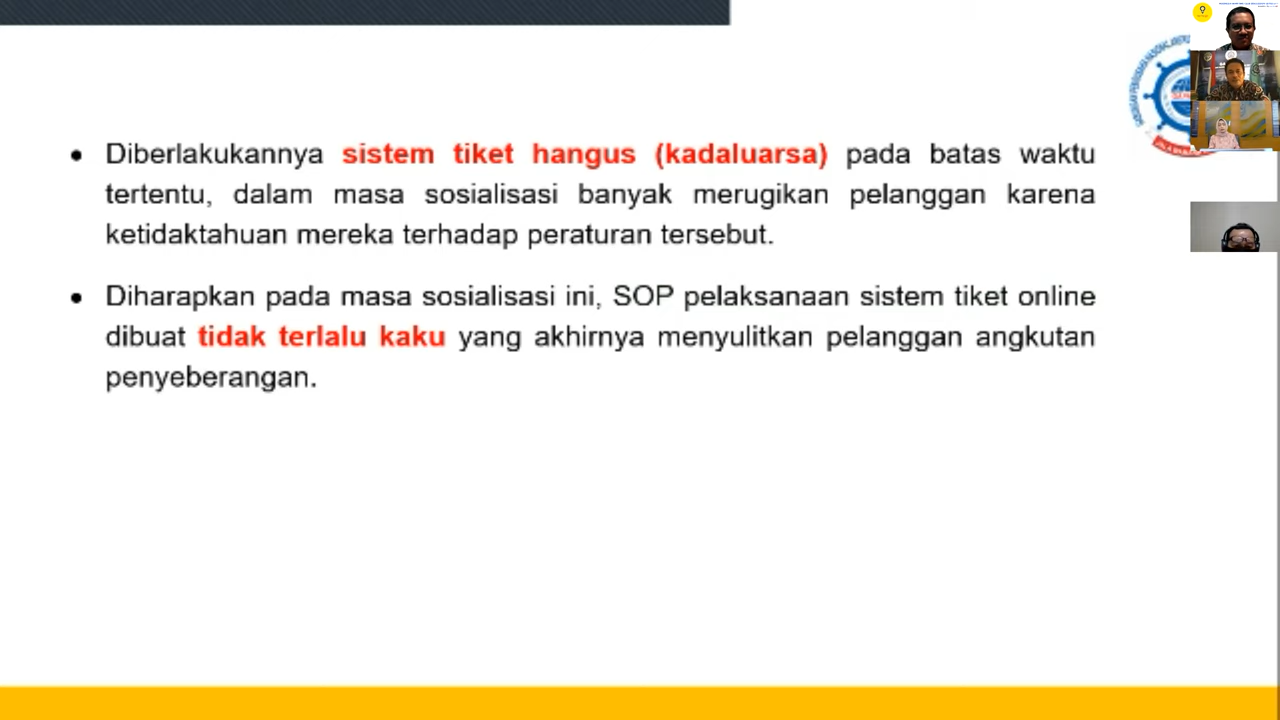 Diberlakukannya sistem tiket hangus (kadaluarsa) pada batas waktu
tertentu, dalam masa sosialisasi banyak merugikan pelanggan karena
ketidaktahuan mereka terhadap peraturan tersebut.
Diharapkan pada masa sosialisasi ini, SOP pelaksanaan sistem tiket online
dibuat tidak terlalu kaku yang akhirnya menyulitkan pelanggan angkutan
penyeberangan.